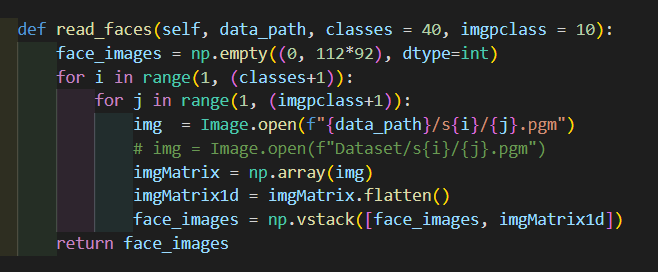 def read_faces(self, data_path, classes = 40, imgpclass = 10):
    face_images = np.empty((0, 112*92), dtype=int)
    for i in range(1, (classes+1)):
        for j in range(1, (imgpclass+1)):
            img  = Image.open(f"{data_path}/s{i}/{j}.pgm")
            # img = Image.open(f"Dataset/s{i}/{j}.pgm")
            imgMatrix = np.array(img)
            imgMatrix1d = imgMatrix.flatten()
            face_images = np.vstack([face_images, imgMatrix1d])
    return face_images